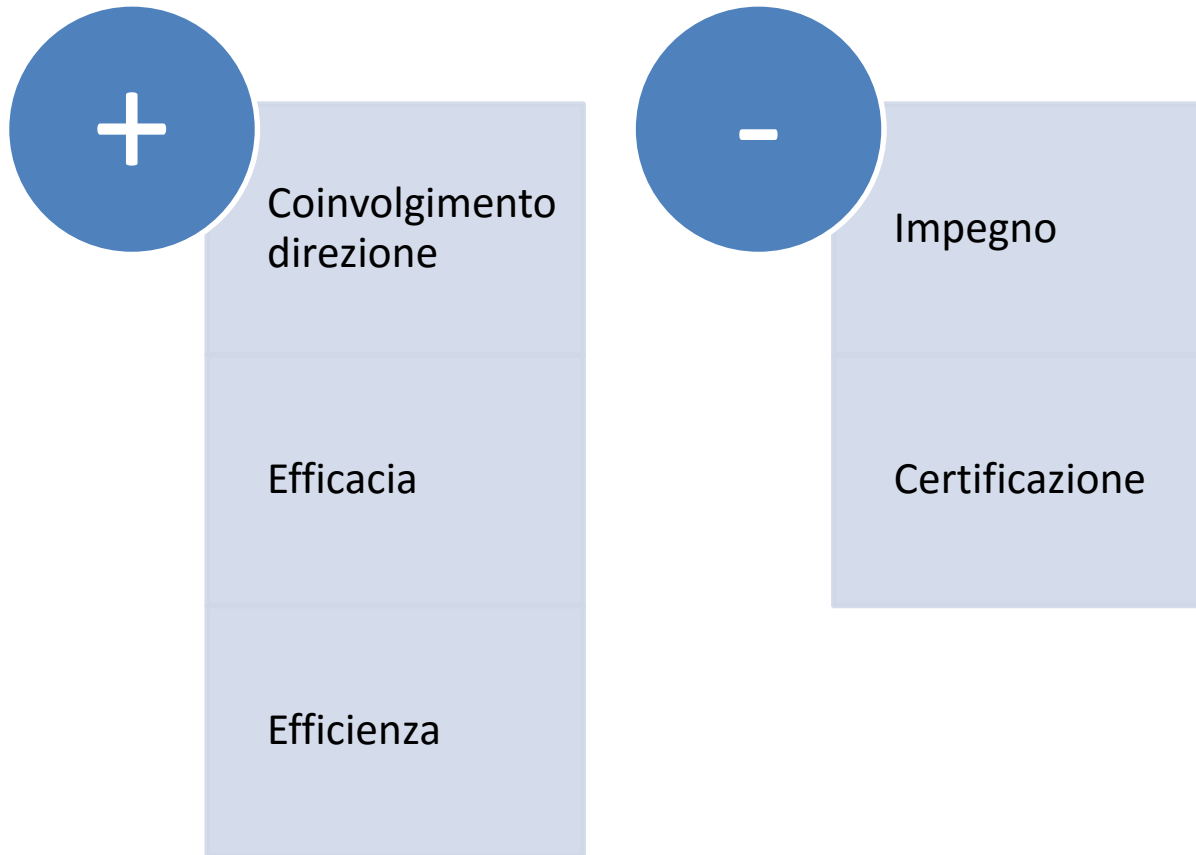 +
Coinvolgimento
direzione
Efficacia
Efficienza
-
Impegno
Certificazione